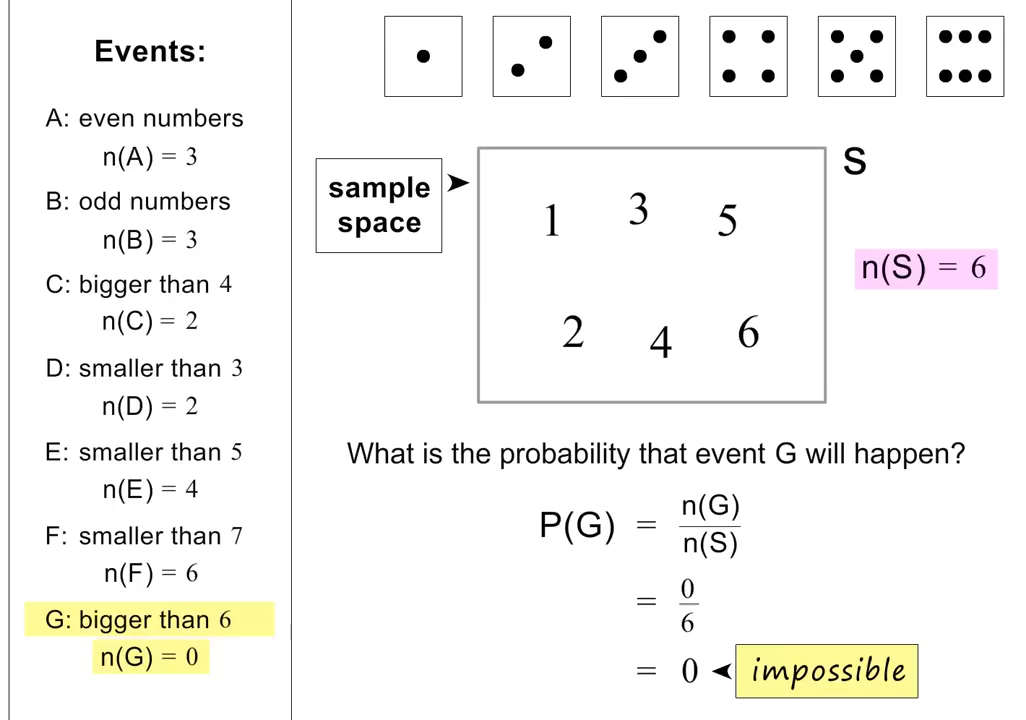 Events:
A: even numbers
n(A) = 3
B: odd numbers
n(B) = 3
C: bigger than 4
n(C) = 2
D: smaller than 3
n(D) = 2
E: smaller than 5
n(E) = 4
F: smaller than 7
n(F) = 6
G: bigger than 6
n(G) = 0
sample
space
S
1 3 5
2 4 6
n(S) = 6
What is the probability that event G will happen?
P(G) = n(G)/n(S)
= 0/6
= 0 impossible